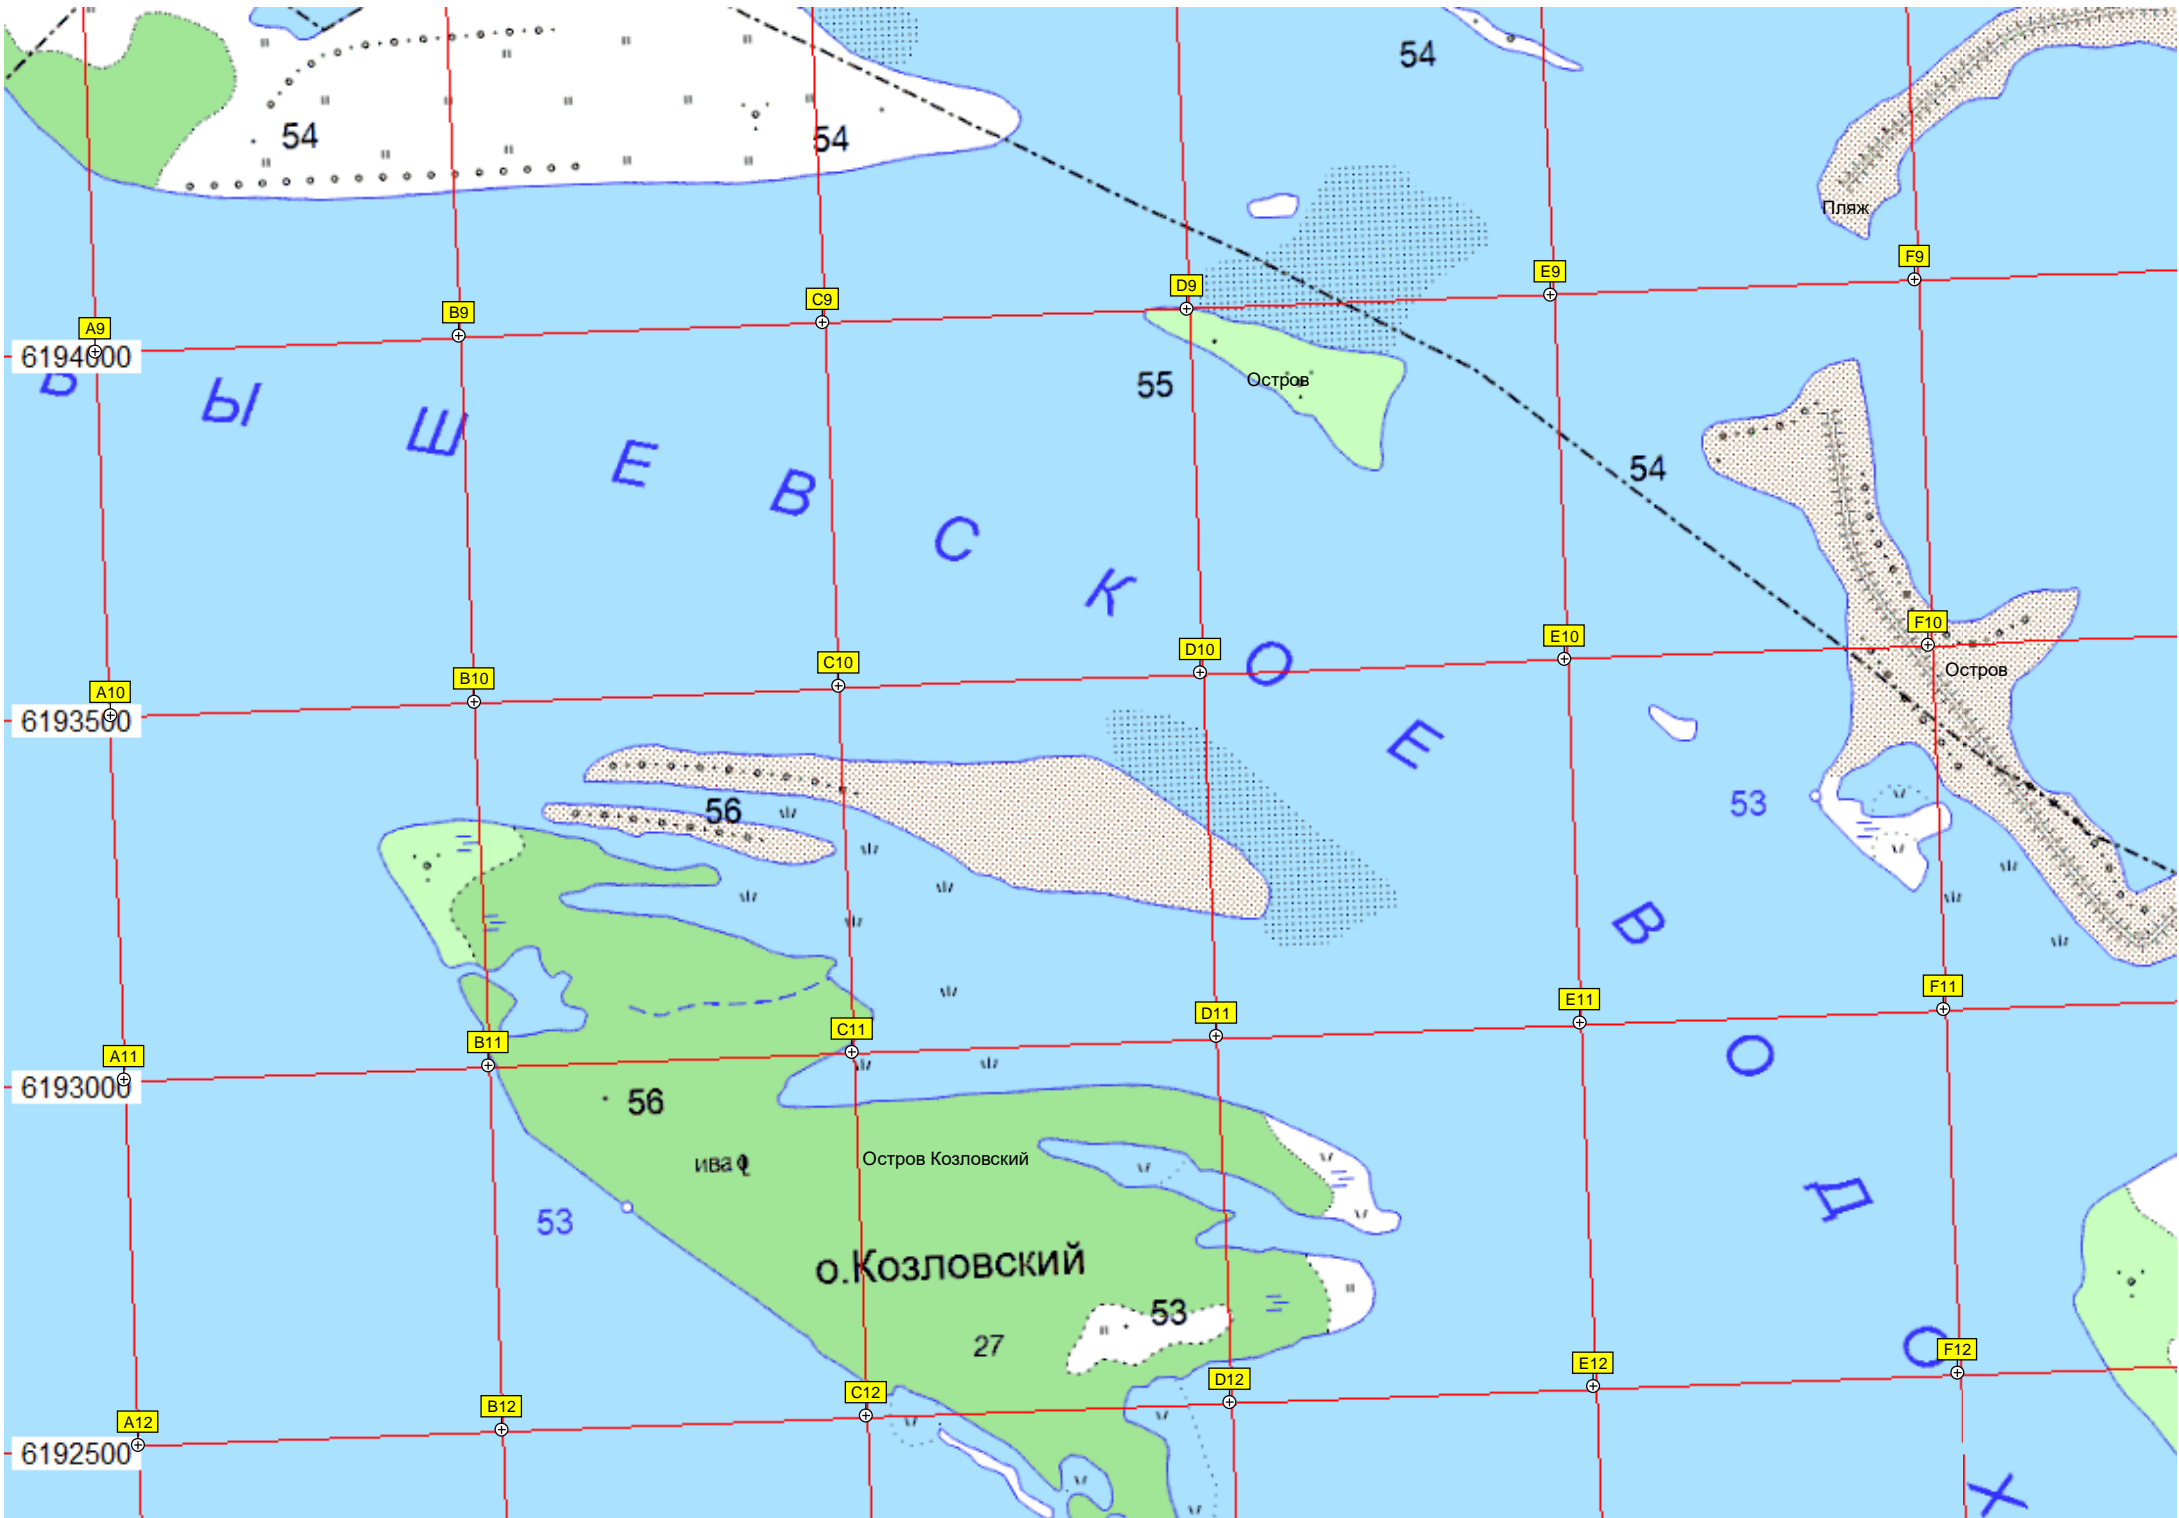 54
54
54
Пляж
F9
E9
D9
C9
B9
A9
6194000
В Ы Ш Е В С К О Е
55
Остров
54
F10
E10
D10
C10
B10
A10
6193500
Остров
56
53
В О Д О Х
F11
E11
D11
C11
B11
A11
6193000
56
ива
Остров Козловский
53
о.Козловский
53
27
F12
E12
D12
C12
B12
A12
6192500